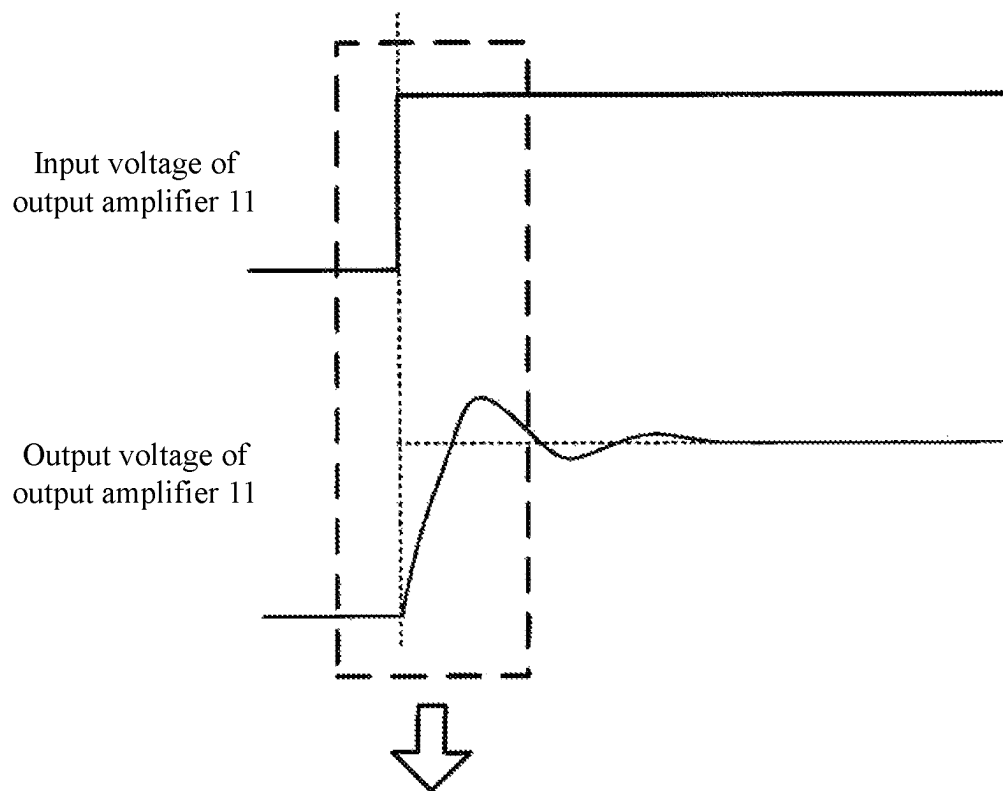 Input voltage of
output amplifier 11
Output voltage of
output amplifier 11